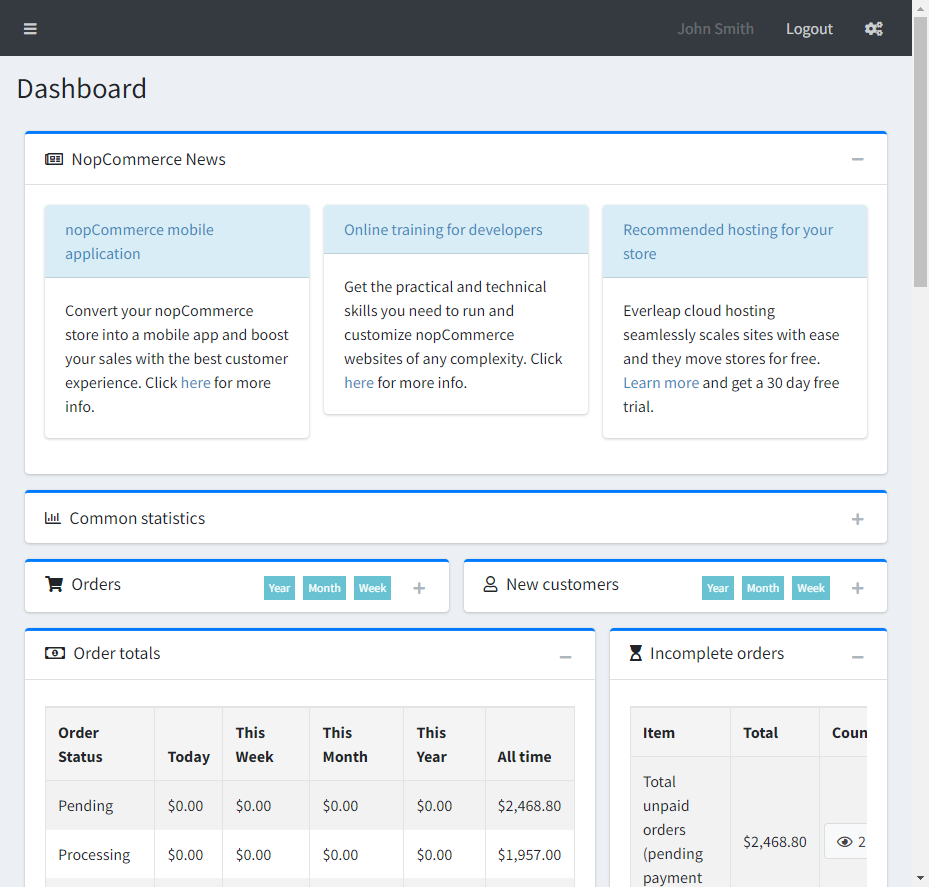 John Smith
Logout
Dashboard
NopCommerce News
nopCommerce mobile
application
Convert your nopCommerce
store into a mobile app and boost
your sales with the best customer
experience. Click here for more
info.
Online training for developers
Get the practical and technical
skills you need to run and
customize nopCommerce
websites of any complexity. Click
here for more info.
Recommended hosting for your
store
Everleap cloud hosting
seamlessly scales sites with ease
and they move stores for free.
Learn more and get a 30 day free
trial.
Common statistics
Orders
Year Month Week
New customers
Year Month Week
Order totals
Order
Status
Today
This
Week
This
Month
This
Year
All time
Pending $0.00 $0.00 $0.00 $0.00 $2,468.80
Processing $0.00 $0.00 $0.00 $0.00 $1,957.00
Incomplete orders
Item Total Coun
Total
unpaid
orders
(pending
payment
$2,468.80
2